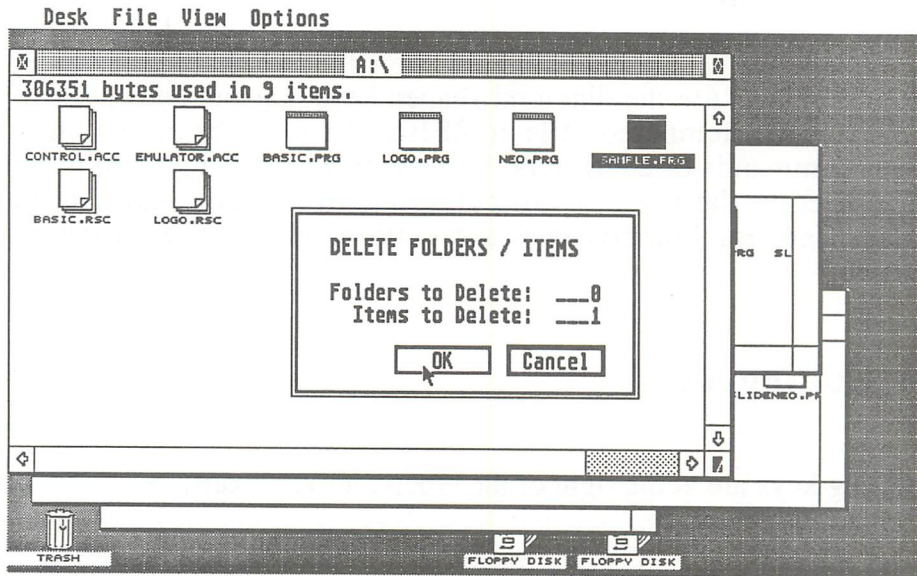 Desk File View Options
A:\
306351 bytes used in 9 items.
CONTROL.ACC EMULATOR.ACC BASIC.PRG LOGO.PRG NEO.PRG SAMPLE.PRG
BASIC.RSC LOGO.RSC
RG SL
DELETE FOLDERS / ITEMS
Folders to Delete: ___0
Items to Delete: ___1
OK Cancel
LIDENEO.PR
TRASH
FLOPPY DISK FLOPPY DISK